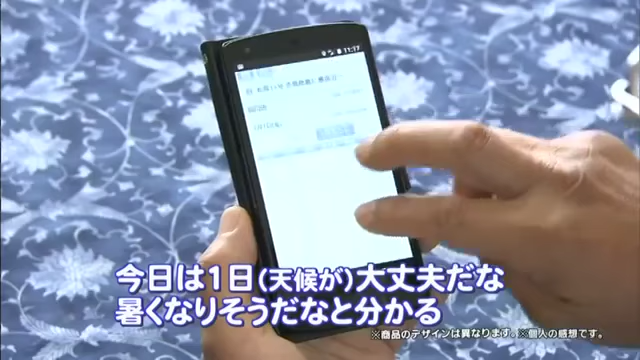 11:17
今日は1日(天候が)大丈夫だな
暑くなりそうだなと分かる
※商品のデザインは異なります。※個人の感想です。